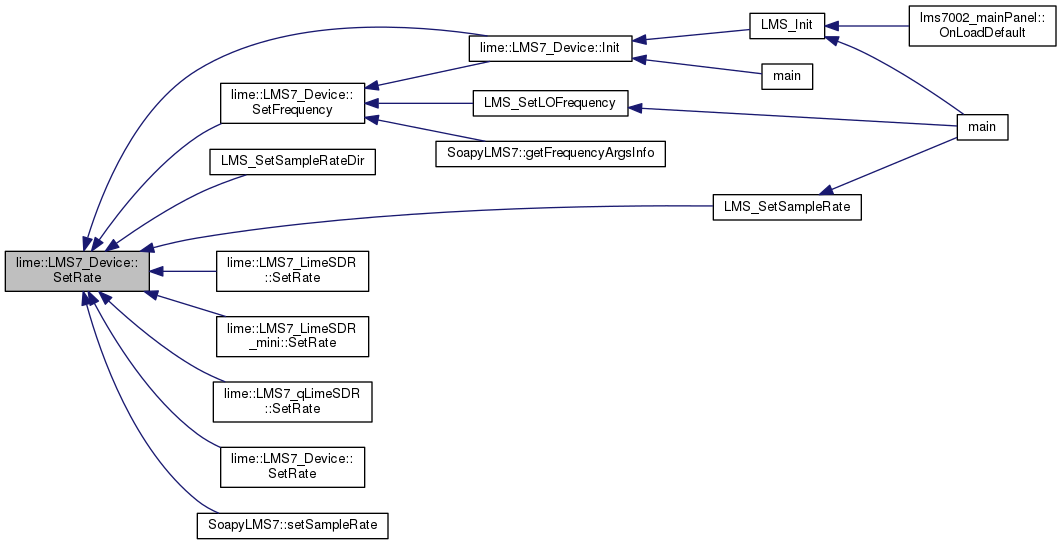 LMS_Init
lms7002_mainPanel::
OnLoadDefault
lime::LMS7_Device::Init
main
lime::LMS7_Device::
SetFrequency
LMS_SetLOFrequency
main
SoapyLMS7::getFrequencyArgsInfo
LMS_SetSampleRateDir
LMS_SetSampleRate
lime::LMS7_Device::
SetRate
lime::LMS7_LimeSDR
::SetRate
lime::LMS7_LimeSDR
_mini::SetRate
lime::LMS7_qLimeSDR
::SetRate
lime::LMS7_Device::
SetRate
SoapyLMS7::setSampleRate